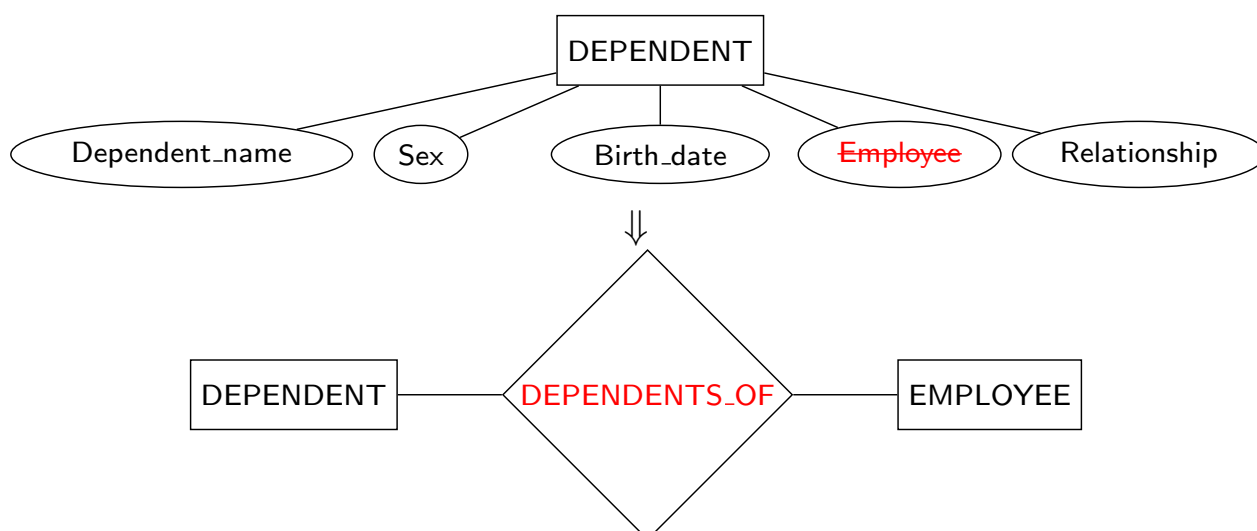 DEPENDENT
Dependent_name Sex Birth_date Employee Relationship
⇓
DEPENDENT DEPENDENTS_OF EMPLOYEE